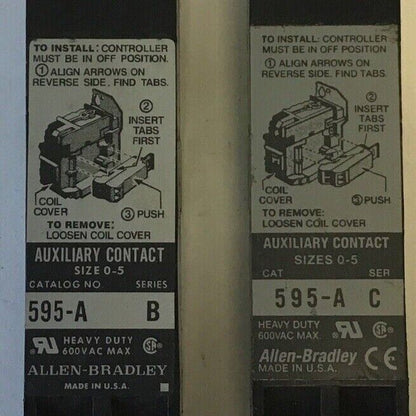 TO INSTALL: CONTROLLER
MUST BE IN OFF POSITION.
① ALIGN ARROWS ON
REVERSE SIDE. FIND TABS.
②
INSERT
TABS
FIRST
COIL
COVER
③ PUSH
TO REMOVE:
LOOSEN COIL COVER
AUXILIARY CONTACT
SIZE 0-5
CATALOG NO SERIES
595-A B
HEAVY DUTY
600VAC MAX
ALLEN-BRADLEY
MADE IN U.S.A.
TO INSTALL: CONTROLLER
MUST BE IN OFF POSITION.
① ALIGN ARROWS ON
REVERSE SIDE, FIND TABS.
②
INSERT
TABS
FIRST
COIL
COVER
③ PUSH
TO REMOVE:
LOOSEN COIL COVER
AUXILIARY CONTACT
SIZES 0-5
CAT SER
595-A C
HEAVY DUTY
600VAC MAX
Allen-Bradley CE
MADE IN U.S.A.